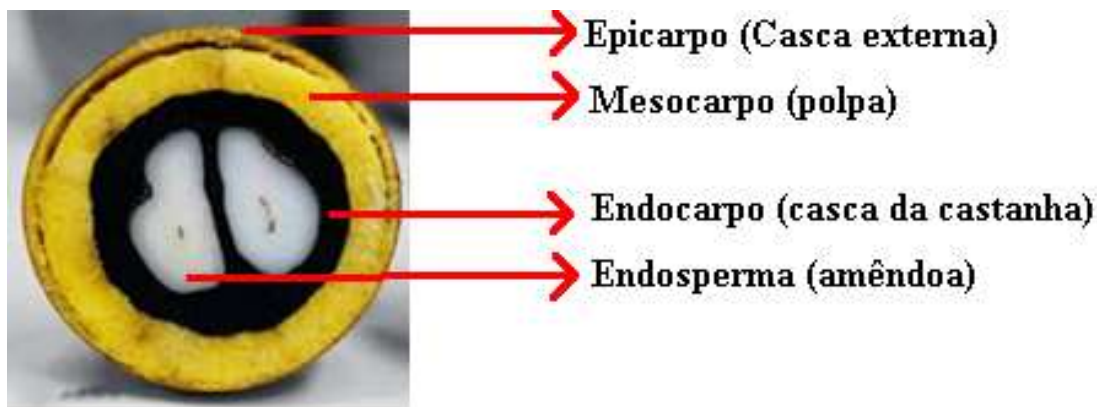 Epicarpo (Casca externa)
Mesocarpo (polpa)
Endocarpo (casca da castanha)
Endosperma (amêndoa)